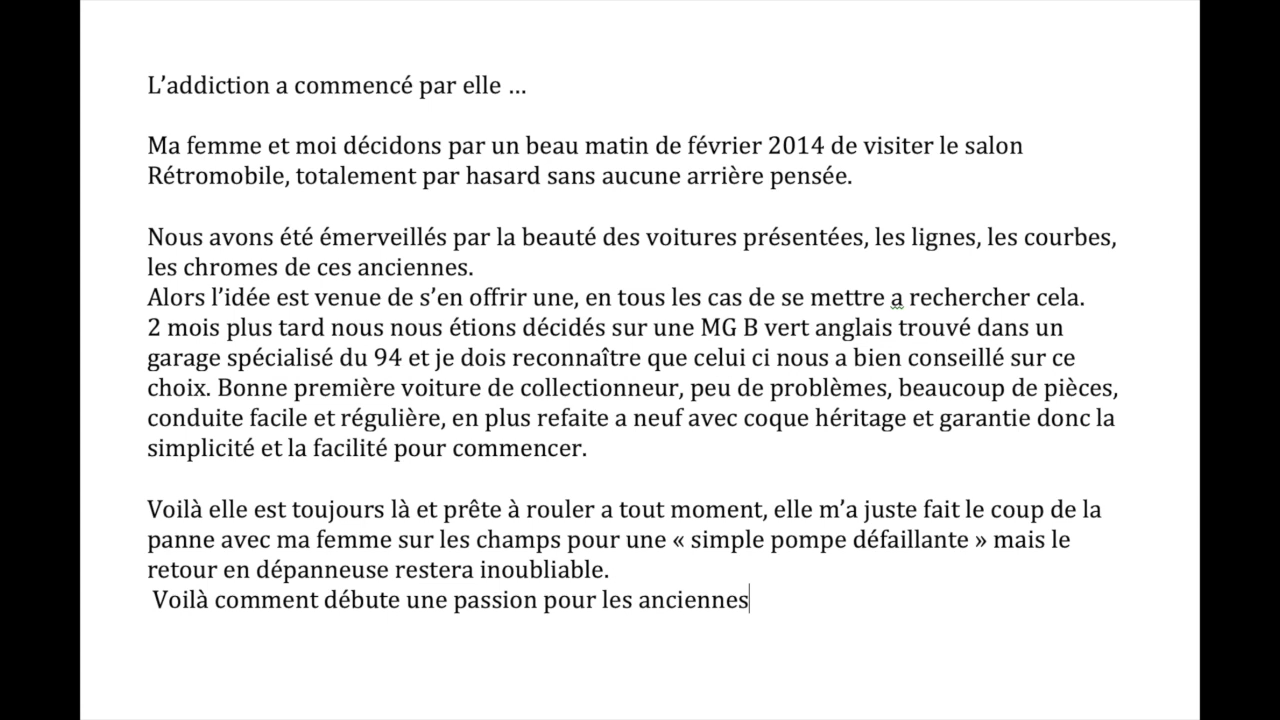 L’addiction a commencé par elle …
Ma femme et moi décidons par un beau matin de février 2014 de visiter le salon
Rétromobile, totalement par hasard sans aucune arrière pensée.
Nous avons été émerveillés par la beauté des voitures présentées, les lignes, les courbes,
les chromes de ces anciennes.
Alors l’idée est venue de s’en offrir une, en tous les cas de se mettre a rechercher cela.
2 mois plus tard nous nous étions décidés sur une MG B vert anglais trouvé dans un
garage spécialisé du 94 et je dois reconnaître que celui ci nous a bien conseillé sur ce
choix. Bonne première voiture de collectionneur, peu de problèmes, beaucoup de pièces,
conduite facile et régulière, en plus refaite a neuf avec coque héritage et garantie donc la
simplicité et la facilité pour commencer.
Voilà elle est toujours là et prête à rouler a tout moment, elle m’a juste fait le coup de la
panne avec ma femme sur les champs pour une « simple pompe défaillante » mais le
retour en dépanneuse restera inoubliable.
Voilà comment débute une passion pour les anciennes